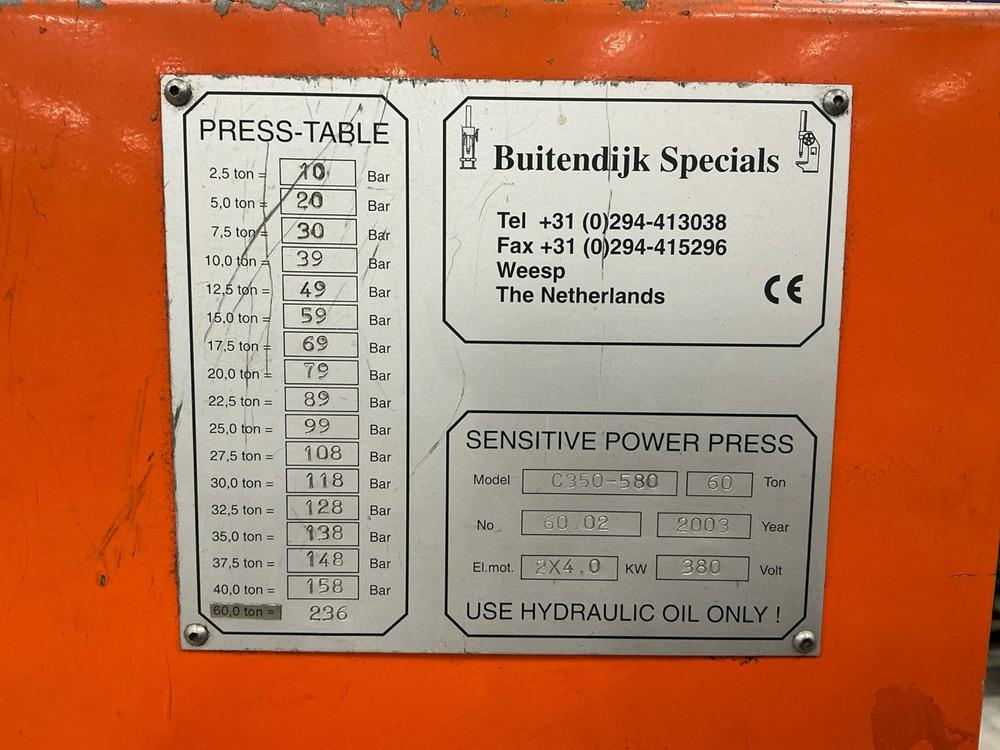 PRESS-TABLE
2,5 ton = 10 Bar
5,0 ton = 20 Bar
7,5 ton = 30 Bar
10,0 ton = 39 Bar
12,5 ton = 49 Bar
15,0 ton = 59 Bar
17,5 ton = 69 Bar
20,0 ton = 79 Bar
22,5 ton = 89 Bar
25,0 ton = 99 Bar
27,5 ton = 108 Bar
30,0 ton = 118 Bar
32,5 ton = 128 Bar
35,0 ton = 138 Bar
37,5 ton = 148 Bar
40,0 ton = 158 Bar
60,0 ton = 236
Buitendijk Specials
Tel +31 (0)294-413038
Fax +31 (0)294-415296
Weesp
The Netherlands
CE
SENSITIVE POWER PRESS
Model C350-580 60 Ton
No 60.02 2003 Year
El.mot. 2X4.0 KW 380 Volt
USE HYDRAULIC OIL ONLY !